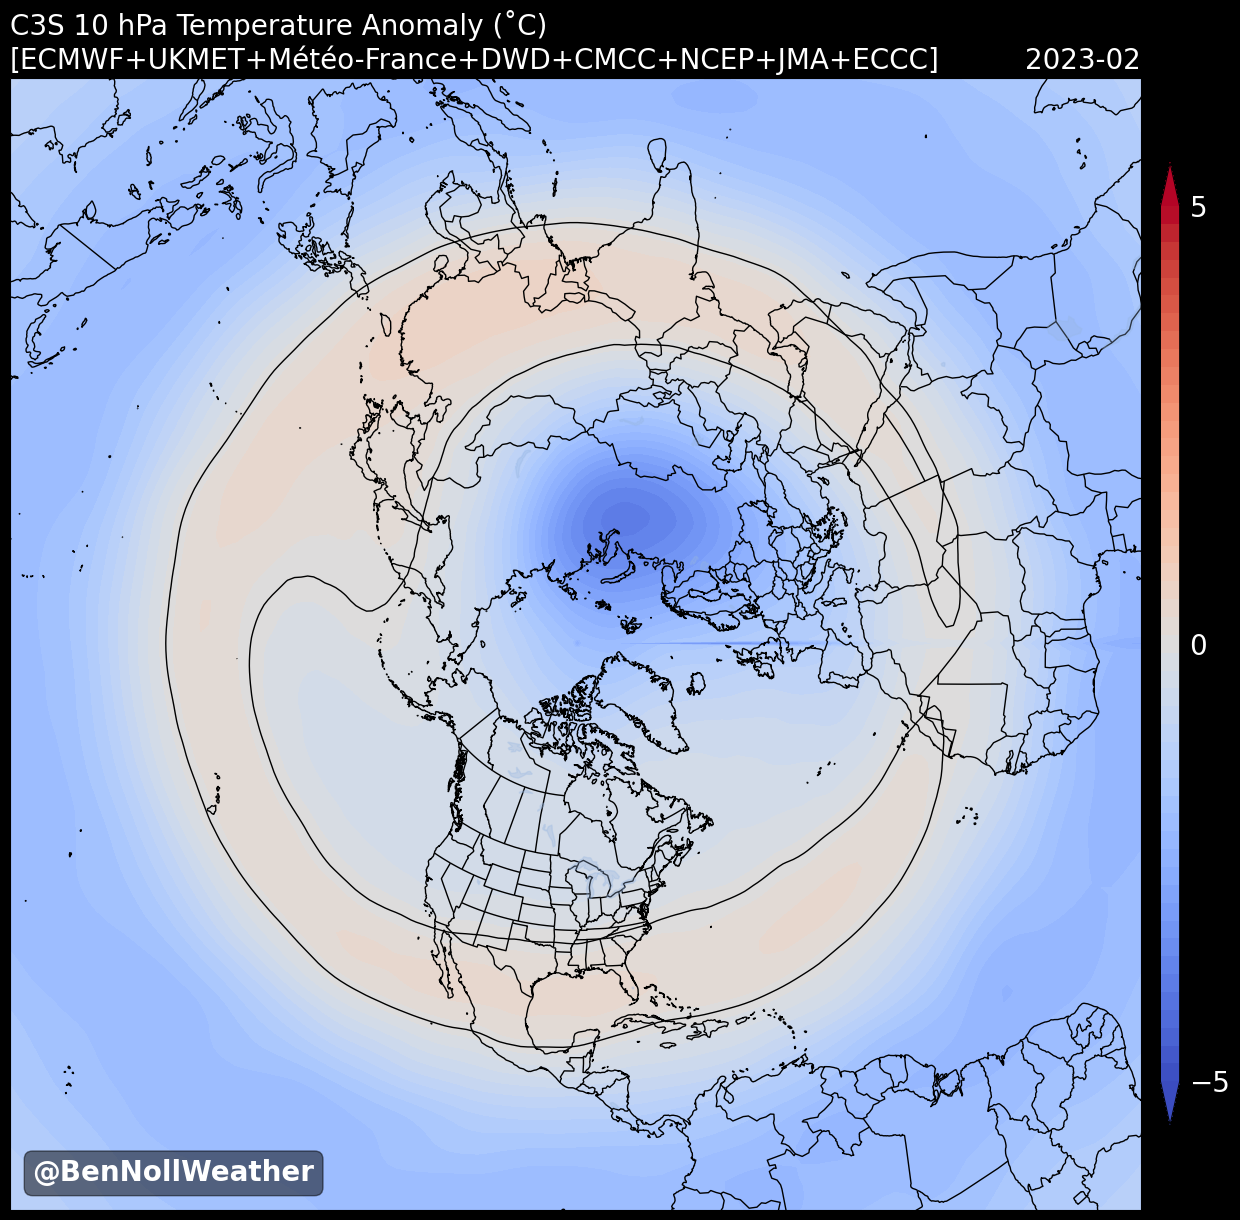 C3S 10 hPa Temperature Anomaly (˚C)
[ECMWF+UKMET+Météo-France+DWD+CMCC+NCEP+JMA+ECCC] 2023-02
5
0
−5
@BenNollWeather